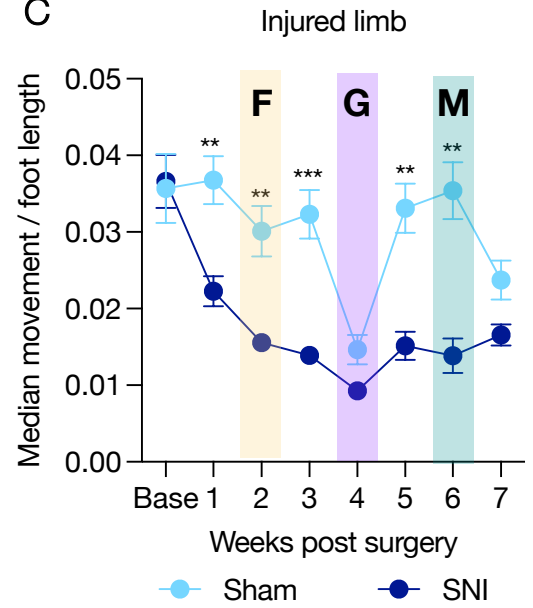 C
Injured limb
Median movement / foot length
0.05
0.04
0.03
0.02
0.01
0.00
F
G
M
**
**
***
**
**
Base 1 2 3 4 5 6 7
Weeks post surgery
Sham SNI